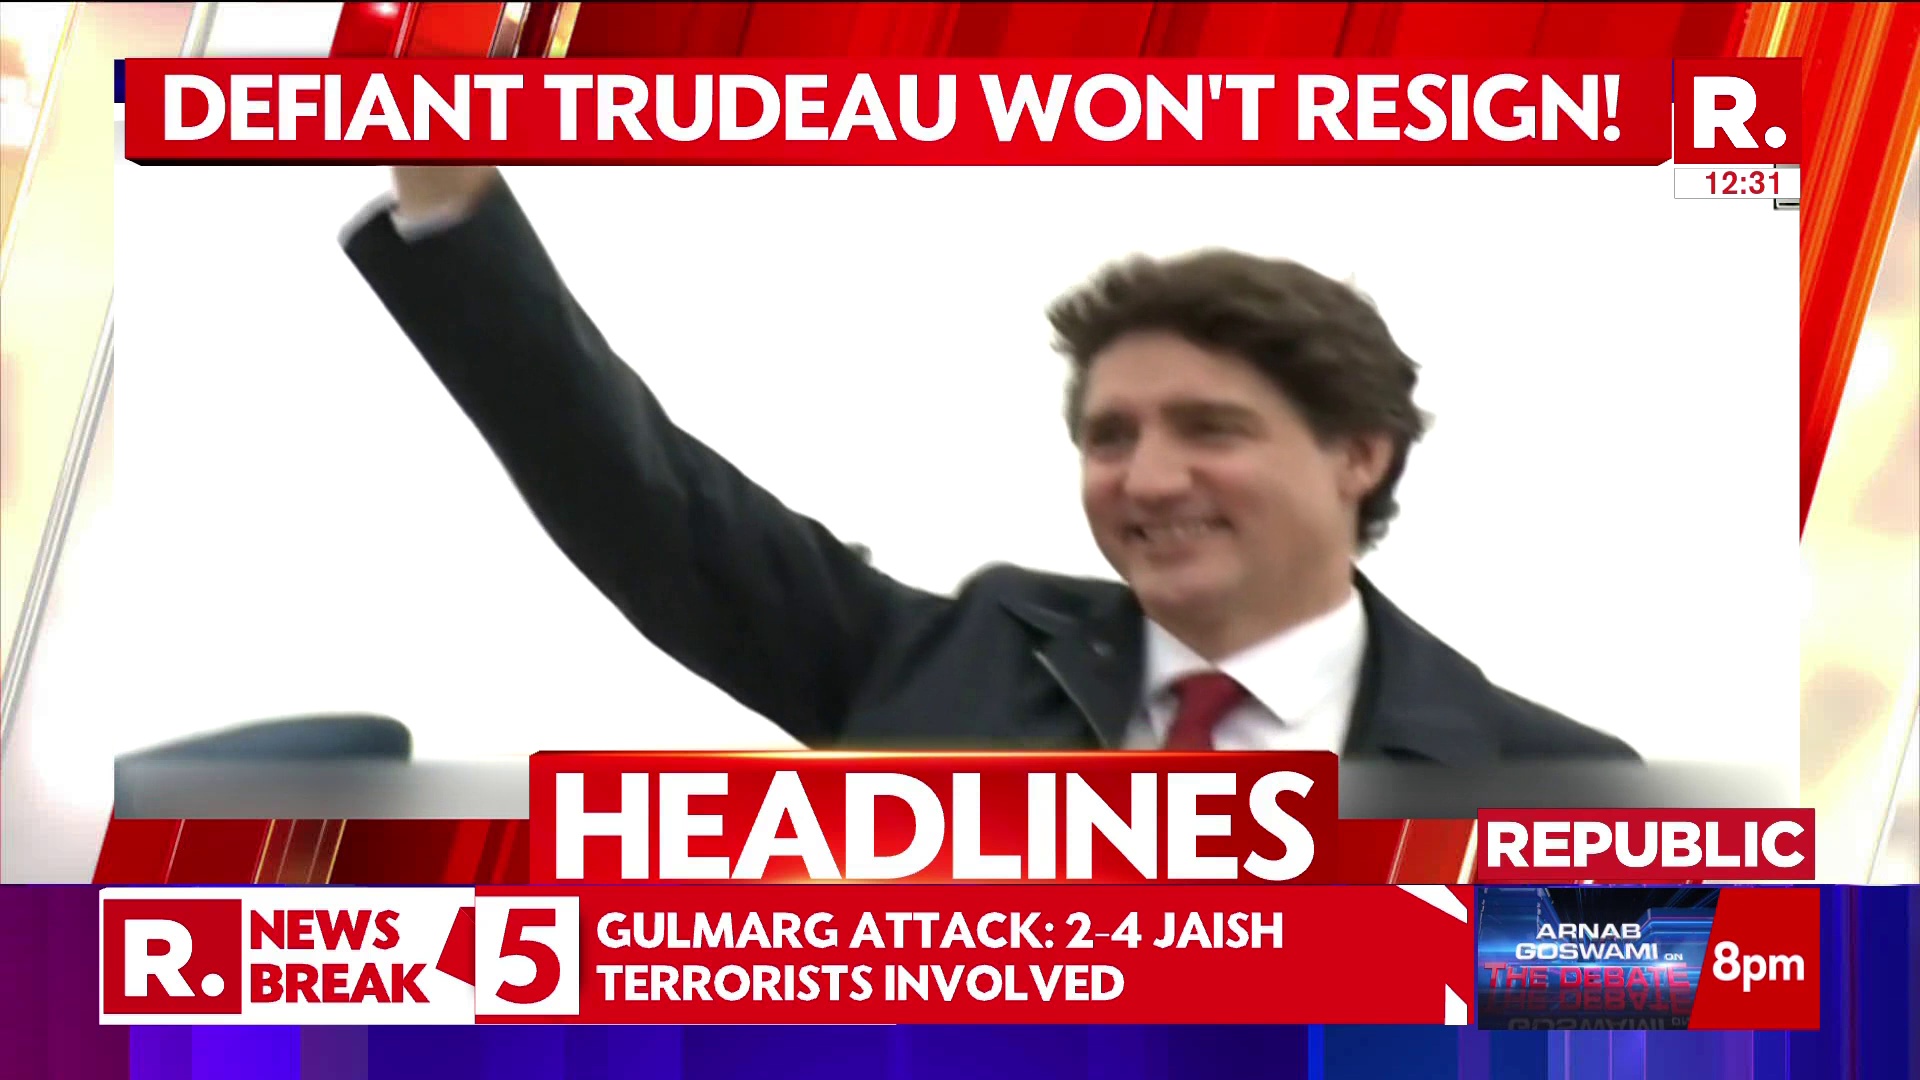 DEFIANT TRUDEAU WON'T RESIGN!
R.
12:31
HEADLINES
REPUBLIC
R.
NEWS
BREAK
5
GULMARG ATTACK: 2-4 JAISH
TERRORISTS INVOLVED
ARNAB
GOSWAMI ON
THE DEBATE
8pm